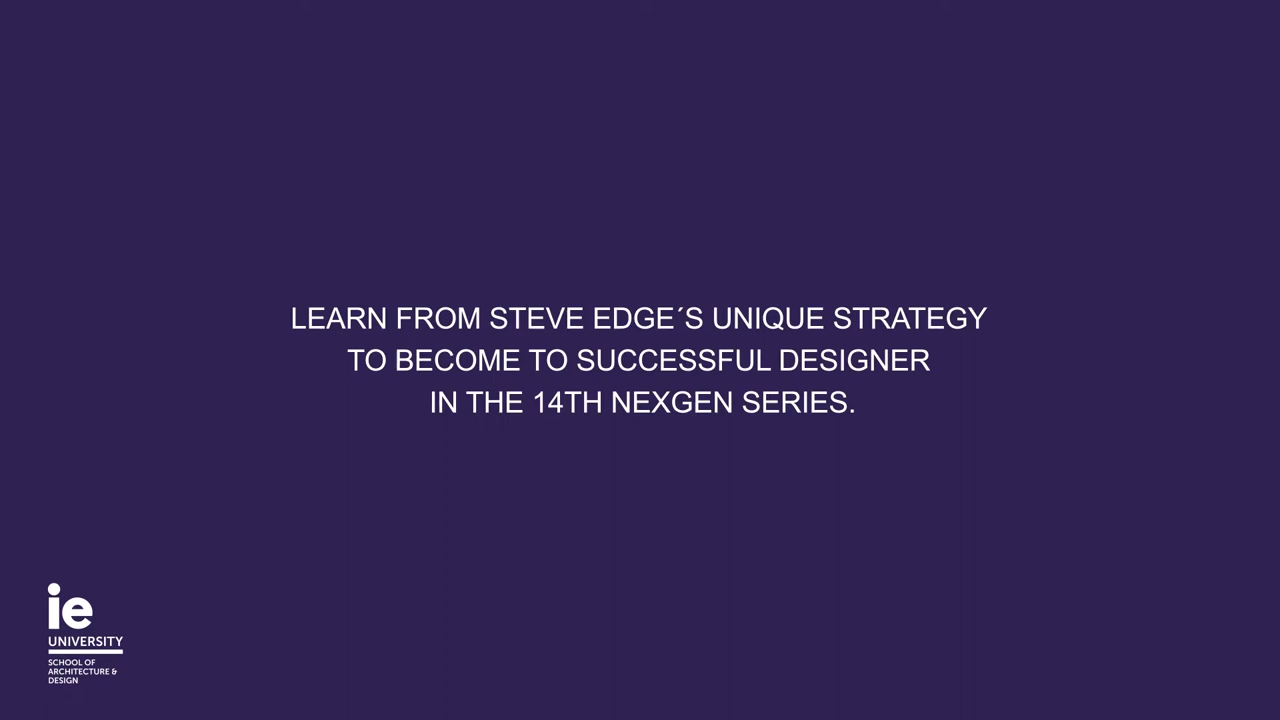 LEARN FROM STEVE EDGE´S UNIQUE STRATEGY
TO BECOME TO SUCCESSFUL DESIGNER
IN THE 14TH NEXGEN SERIES.
ie
UNIVERSITY
SCHOOL OF
ARCHITECTURE &
DESIGN